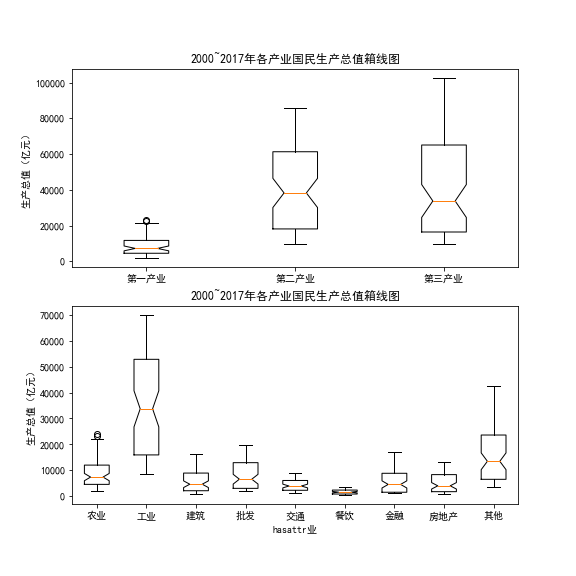 2000~2017年各产业国民生产总值箱线图
生产总值（亿元）
100000
80000
60000
40000
20000
0
第一产业 第二产业 第三产业
2000~2017年各产业国民生产总值箱线图
生产总值（亿元）
70000
60000
50000
40000
30000
20000
10000
0
农业 工业 建筑 批发 交通 餐饮 金融 房地产 其他
hasattr业